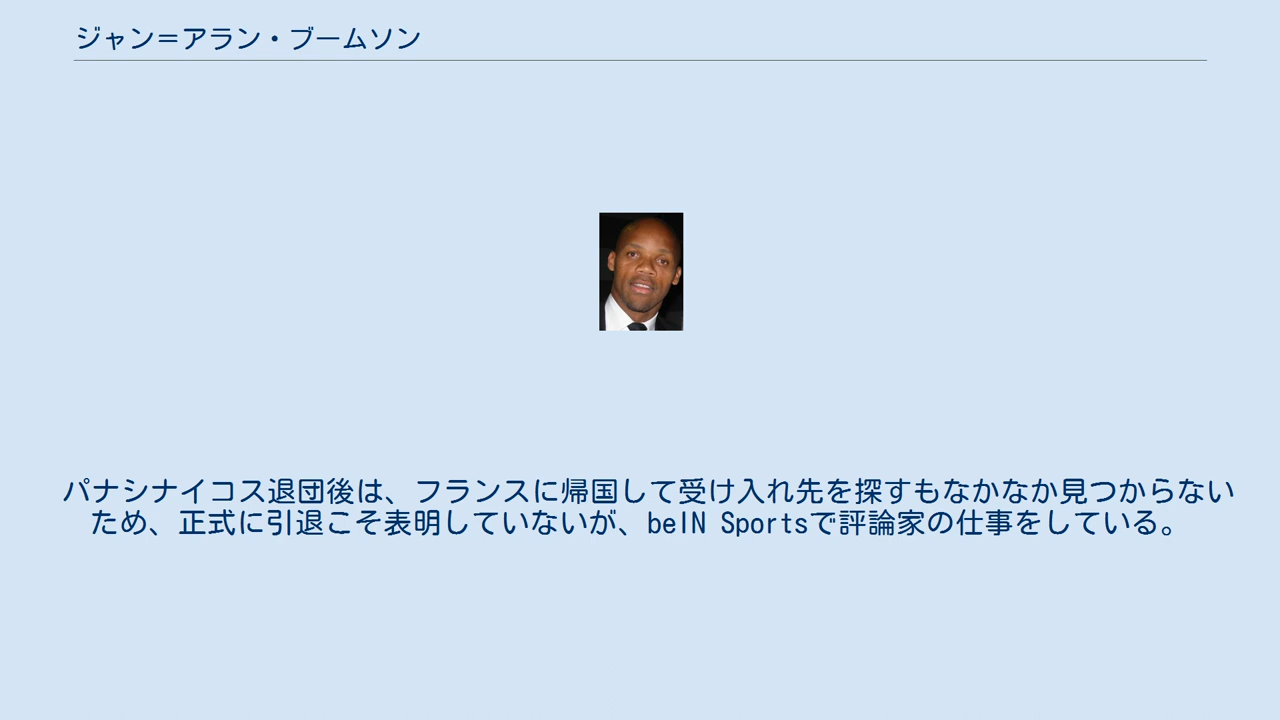 ジャン＝アラン・ブームソン
パナシナイコス退団後は、フランスに帰国して受け入れ先を探すもなかなか見つからない
ため、正式に引退こそ表明していないが、beIN Sportsで評論家の仕事をしている。